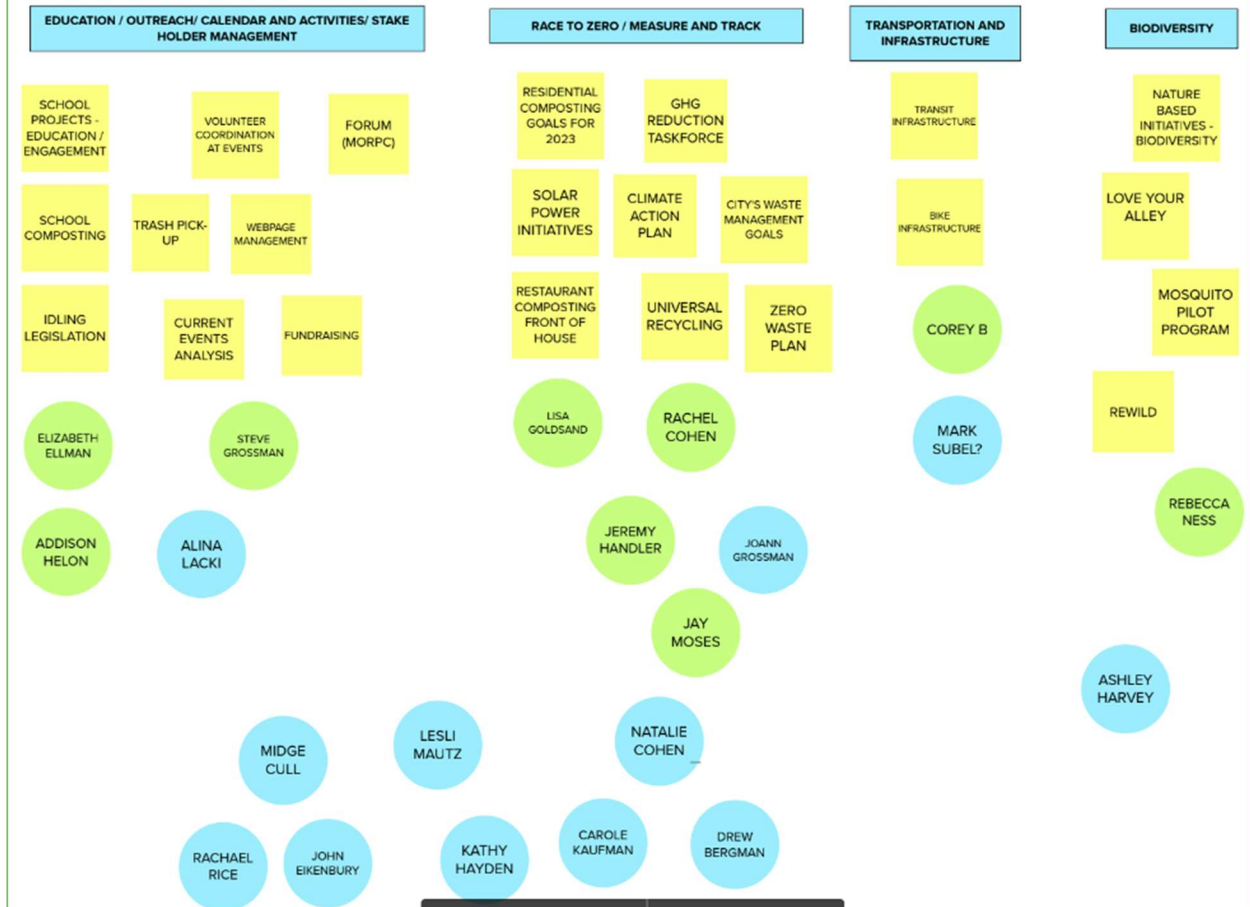 EDUCATION / OUTREACH/ CALENDAR AND ACTIVITIES/ STAKE
HOLDER MANAGEMENT
RACE TO ZERO / MEASURE AND TRACK
TRANSPORTATION AND
INFRASTRUCTURE
BIODIVERSITY
SCHOOL
PROJECTS -
EDUCATION /
ENGAGEMENT
VOLUNTEER
COORDINATION
AT EVENTS
FORUM
(MORPC)
SCHOOL
COMPOSTING
TRASH PICK-
UP
WEBPAGE
MANAGEMENT
IDLING
LEGISLATION
CURRENT
EVENTS
ANALYSIS
FUNDRAISING
ELIZABETH
ELLMAN
STEVE
GROSSMAN
ADDISON
HELON
ALINA
LACKI
RESIDENTIAL
COMPOSTING
GOALS FOR
2023
GHG
REDUCTION
TASKFORCE
SOLAR
POWER
INITIATIVES
CLIMATE
ACTION
PLAN
CITY'S WASTE
MANAGEMENT
GOALS
RESTAURANT
COMPOSTING
FRONT OF
HOUSE
UNIVERSAL
RECYCLING
ZERO
WASTE
PLAN
LISA
GOLDSAND
RACHEL
COHEN
JEREMY
HANDLER
JOANN
GROSSMAN
JAY
MOSES
TRANSIT
INFRASTRUCTURE
BIKE
INFRASTRUCTURE
COREY B
MARK
SUBEL?
NATURE
BASED
INITIATIVES -
BIODIVERSITY
LOVE YOUR
ALLEY
MOSQUITO
PILOT
PROGRAM
REWILD
REBECCA
NESS
ASHLEY
HARVEY
MIDGE
CULL
LESLI
MAUTZ
NATALIE
COHEN
RACHAEL
RICE
JOHN
EIKENBURY
KATHY
HAYDEN
CAROLE
KAUFMAN
DREW
BERGMAN